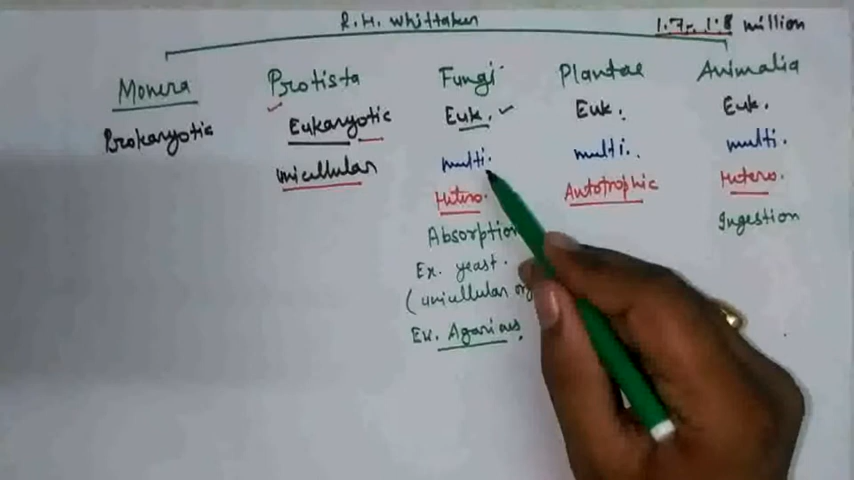 R.H. Whittaker
1.7 - 1.8 million
Monera Protista Fungi Plantae Animalia
Prokaryotic Eukaryotic Euk. Euk. Euk.
unicellular multi. multi. multi.
Hetero. Autotrophic Hetero.
Absorption Ingestion
Ex. yeast.
(unicellular
Ex. Agaricus.